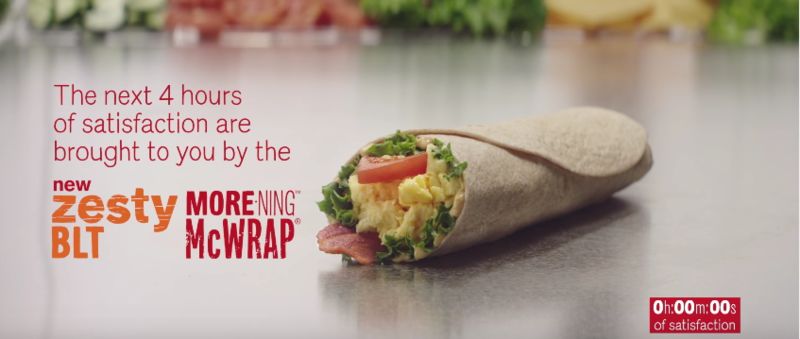 The next 4 hours
of satisfaction are
brought to you by the
new
zesty
BLT
MORE-NING™
McWRAP®
0h:00m:00s
of satisfaction